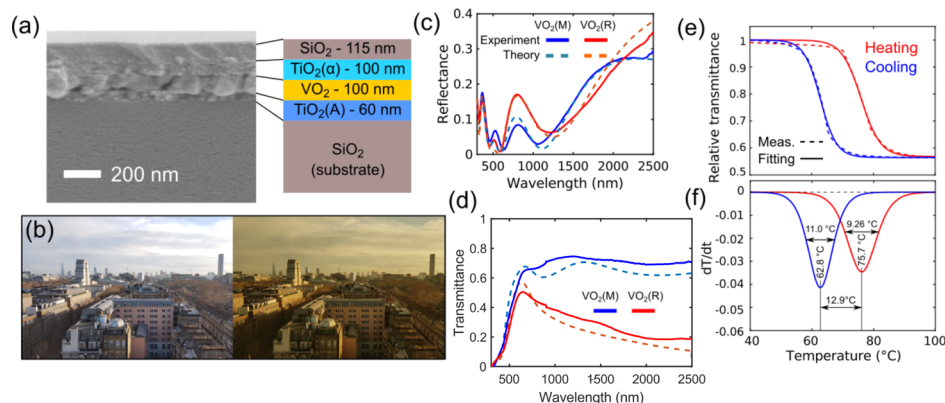 (a)
SiO₂ - 115 nm
TiO₂(α) - 100 nm
VO₂ - 100 nm
TiO₂(A) - 60 nm
SiO₂
(substrate)
200 nm
(b)
(c)
0.4
0.3
0.2
0.1
0
Reflectance
VO₂(M) VO₂(R)
Experiment
Theory
500 1000 1500 2000 2500
Wavelength (nm)
(d)
1
0.8
0.6
0.4
0.2
0
Transmittance
VO₂(M) VO₂(R)
500 1000 1500 2000 2500
Wavelength (nm)
(e)
1.0
0.9
0.8
0.7
0.6
0.5
Relative transmittance
Heating
Cooling
Meas.
Fitting
(f)
0
-0.01
-0.02
-0.03
-0.04
-0.05
-0.06
dT/dt
11.0 °C
62.8 °C
9.26 °C
75.7 °C
12.9°C
40 60 80 100
Temperature (°C)